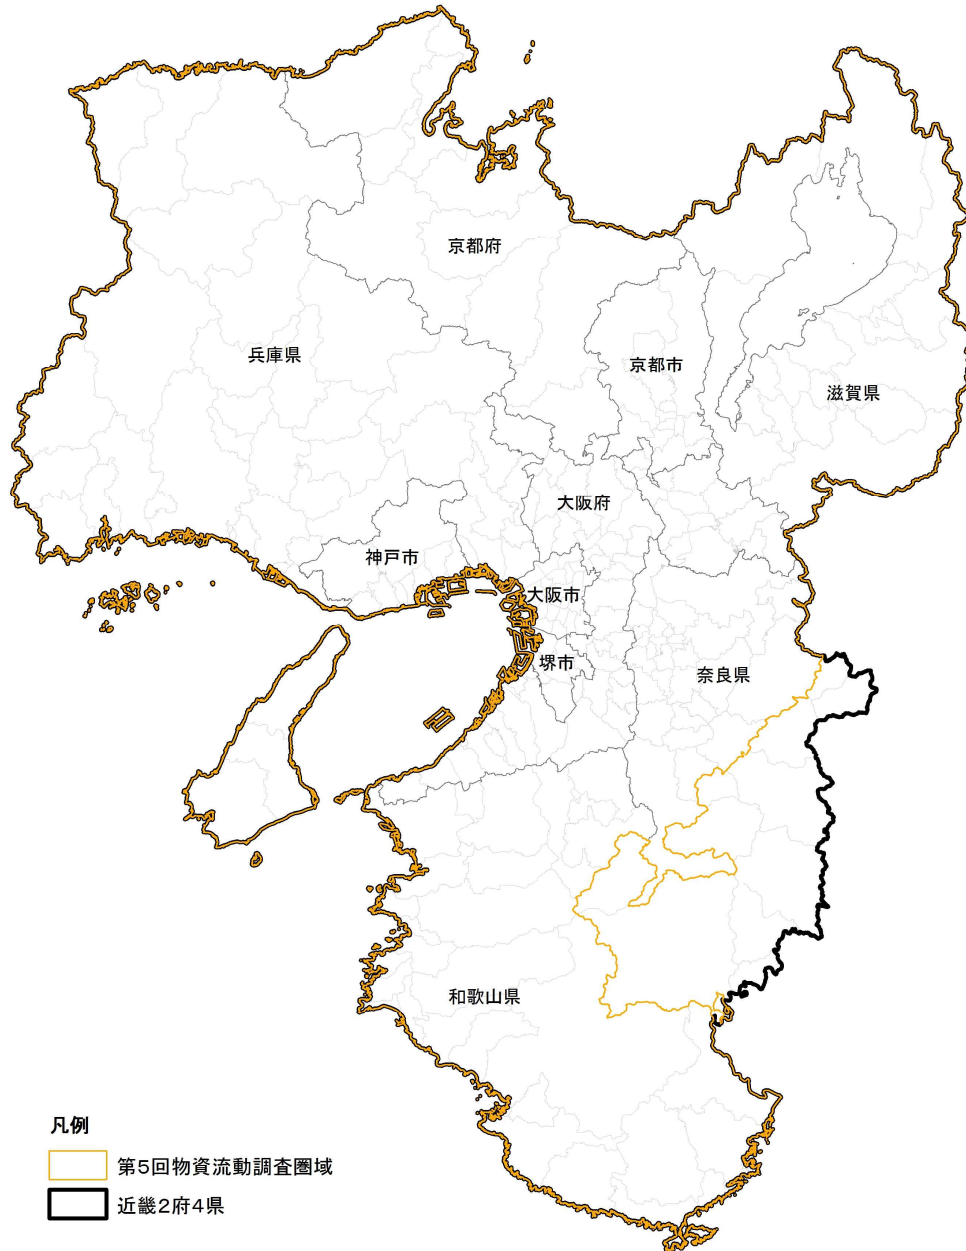 京都府
兵庫県
京都市
滋賀県
大阪府
神戸市
大阪市
堺市
奈良県
和歌山県
凡例
第5回物資流動調査圏域
近畿2府4県